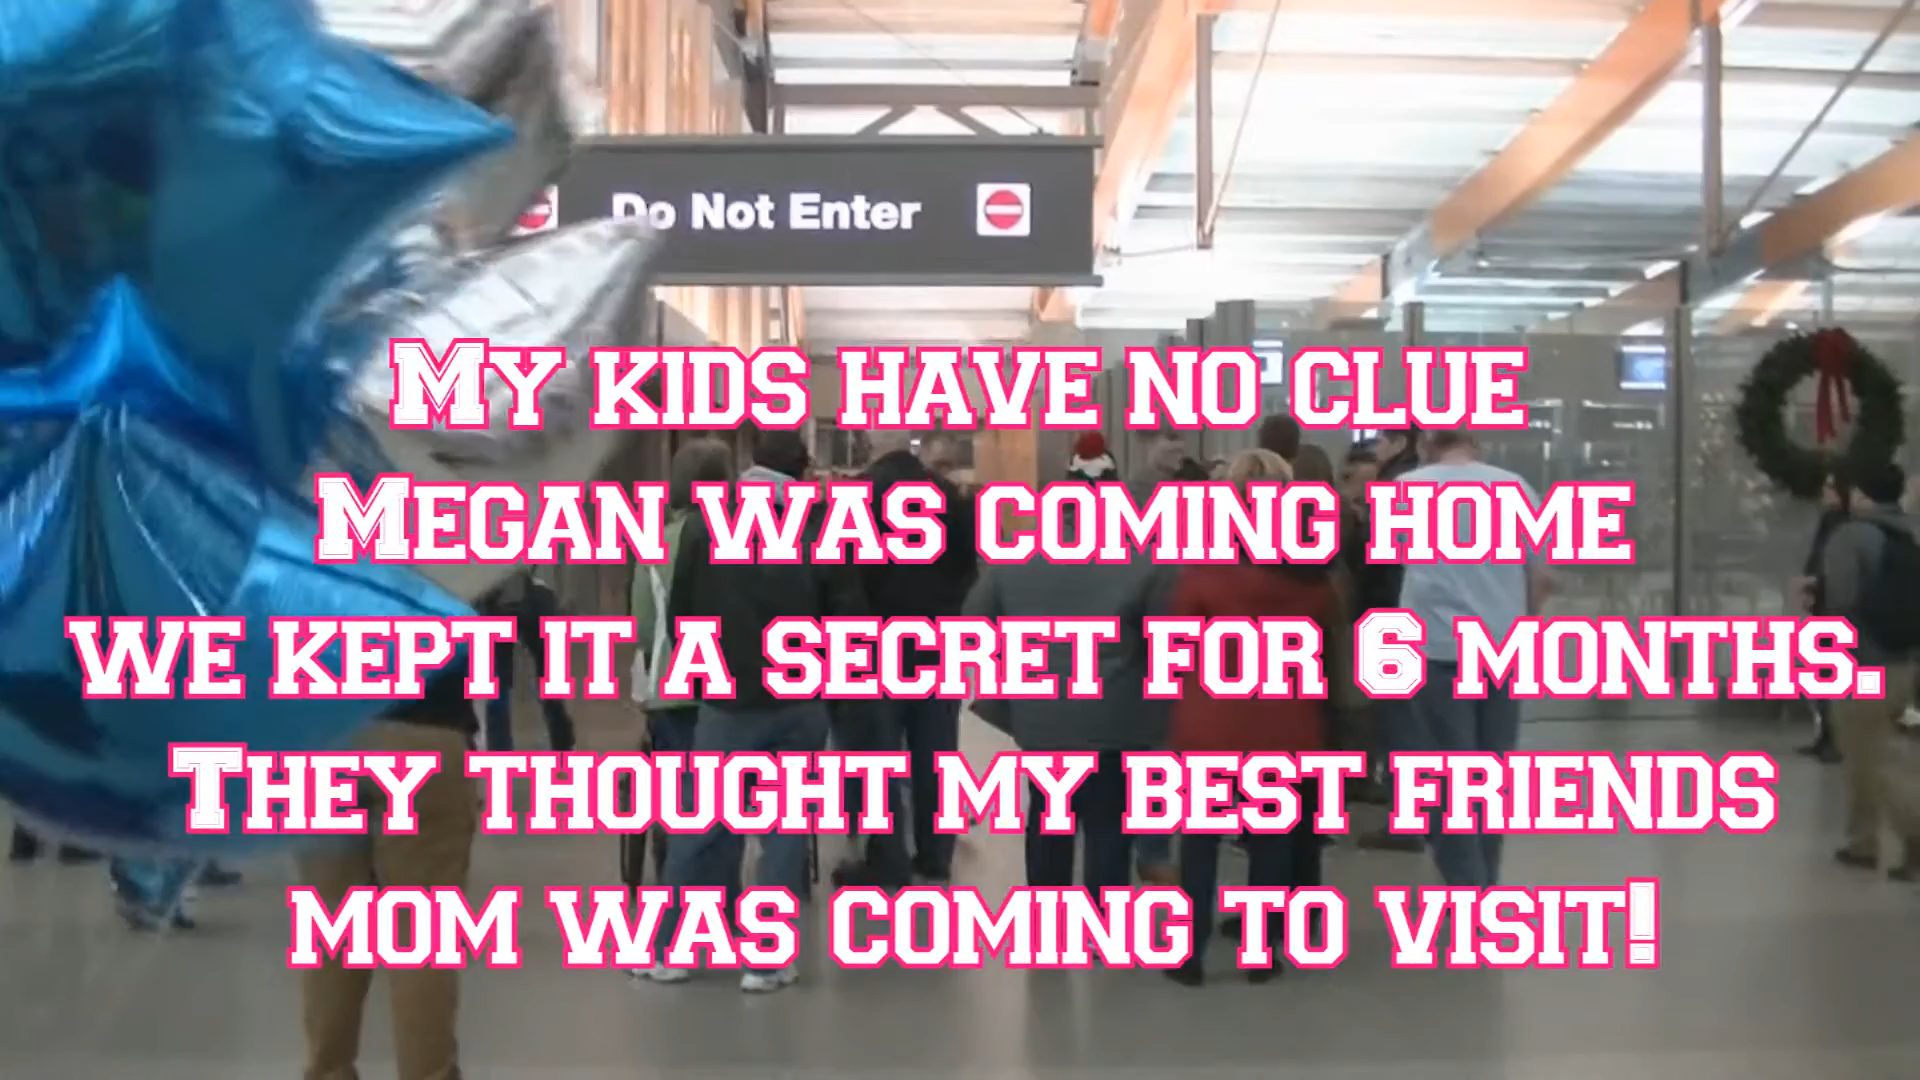 Do Not Enter
My kids have no clue
Megan was coming home
we kept it a secret for 6 months.
They thought my best friends
mom was coming to visit!